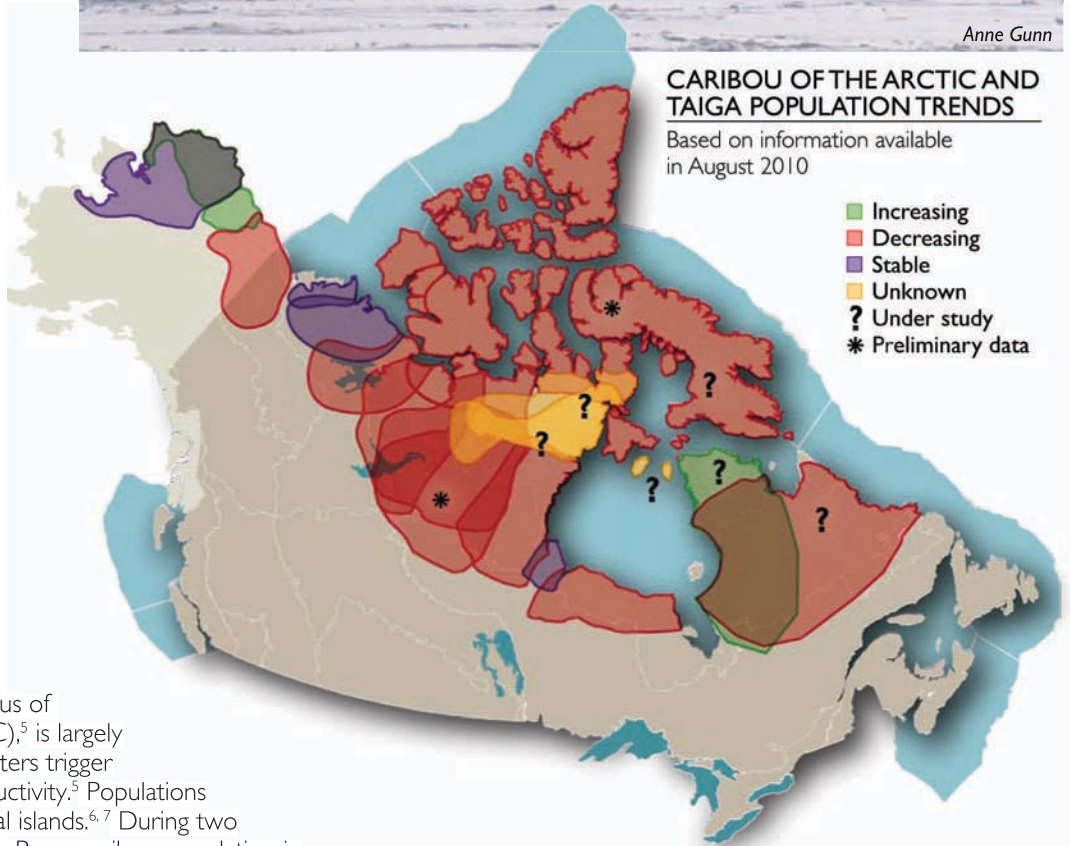 Anne Gunn
CARIBOU OF THE ARCTIC AND
TAIGA POPULATION TRENDS
Based on information available
in August 2010
Increasing
Decreasing
Stable
Unknown
? Under study
* Preliminary data
*
?
?
?
?
?
?
*
us of
C),⁵ is largely
ters trigger
uctivity.⁵ Populations
al islands.⁶˒ ⁷ During two